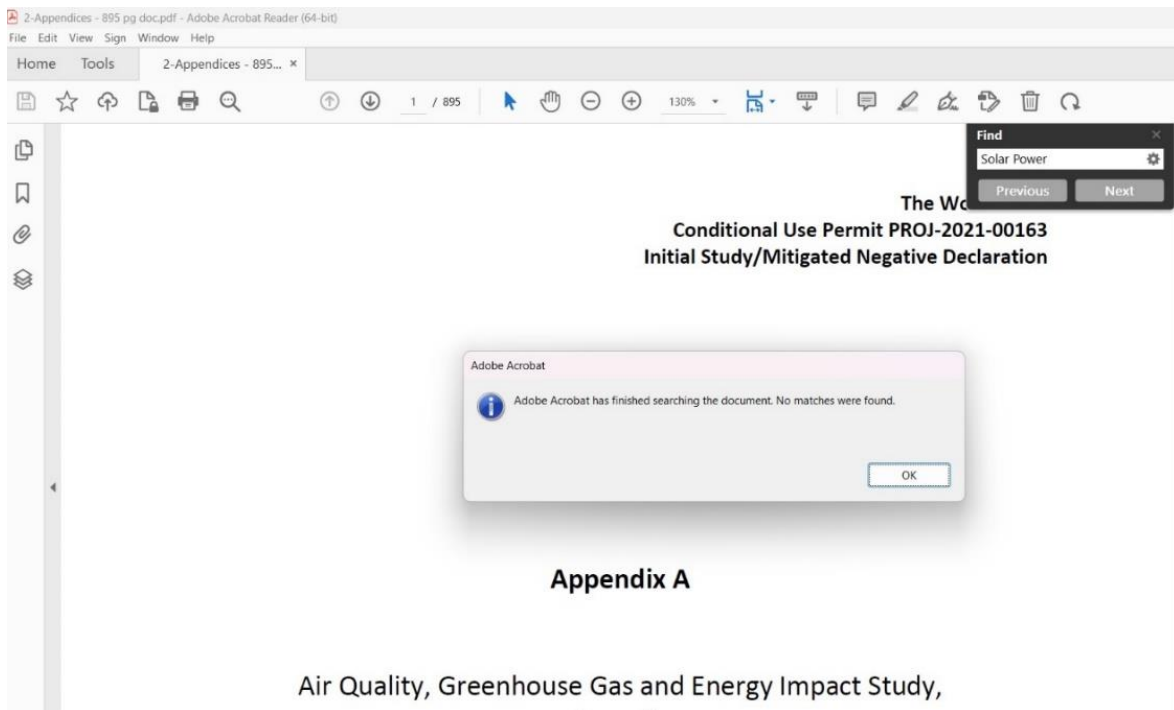 2-Appendices - 895 pg doc.pdf - Adobe Acrobat Reader (64-bit)
File Edit View Sign Window Help
Home Tools 2-Appendices - 895... ×
1 / 895 130%
Find ×
Solar Power
Previous Next
The Wo
Conditional Use Permit PROJ-2021-00163
Initial Study/Mitigated Negative Declaration
Adobe Acrobat
Adobe Acrobat has finished searching the document. No matches were found.
OK
Appendix A
Air Quality, Greenhouse Gas and Energy Impact Study,